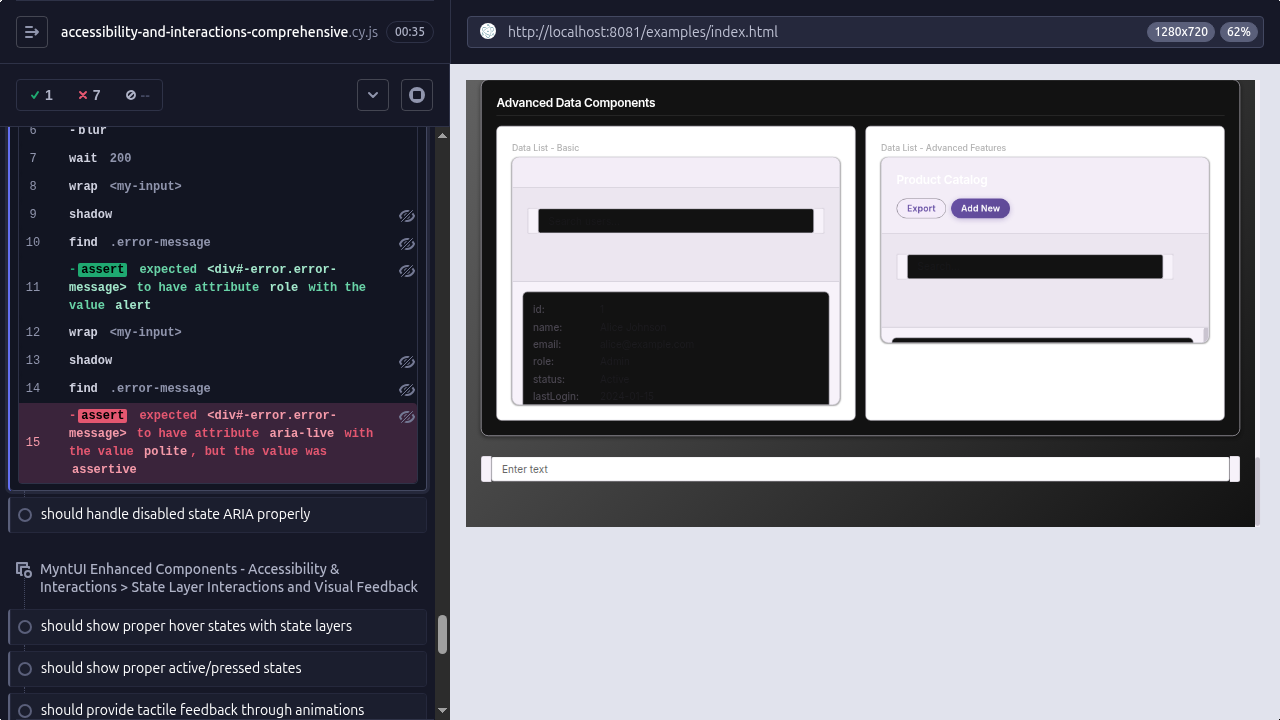 accessibility-and-interactions-comprehensive.cy.js 00:35
http://localhost:8081/examples/index.html 1280x720 62%
1 7 --
6 -blur
7 wait 200
8 wrap <my-input>
9 shadow
10 find .error-message
11 -assert expected <div#-error.error-
message> to have attribute role with the
value alert
12 wrap <my-input>
13 shadow
14 find .error-message
15 -assert expected <div#-error.error-
message> to have attribute aria-live with
the value polite, but the value was
assertive
should handle disabled state ARIA properly
MyntUI Enhanced Components - Accessibility &
Interactions > State Layer Interactions and Visual Feedback
should show proper hover states with state layers
should show proper active/pressed states
should provide tactile feedback through animations
Advanced Data Components
Data List - Basic
id:
name: Alice Johnson
email: alice@example.com
role: Admin
status: Active
lastLogin:
Data List - Advanced Features
Product Catalog
Export Add New
Enter text